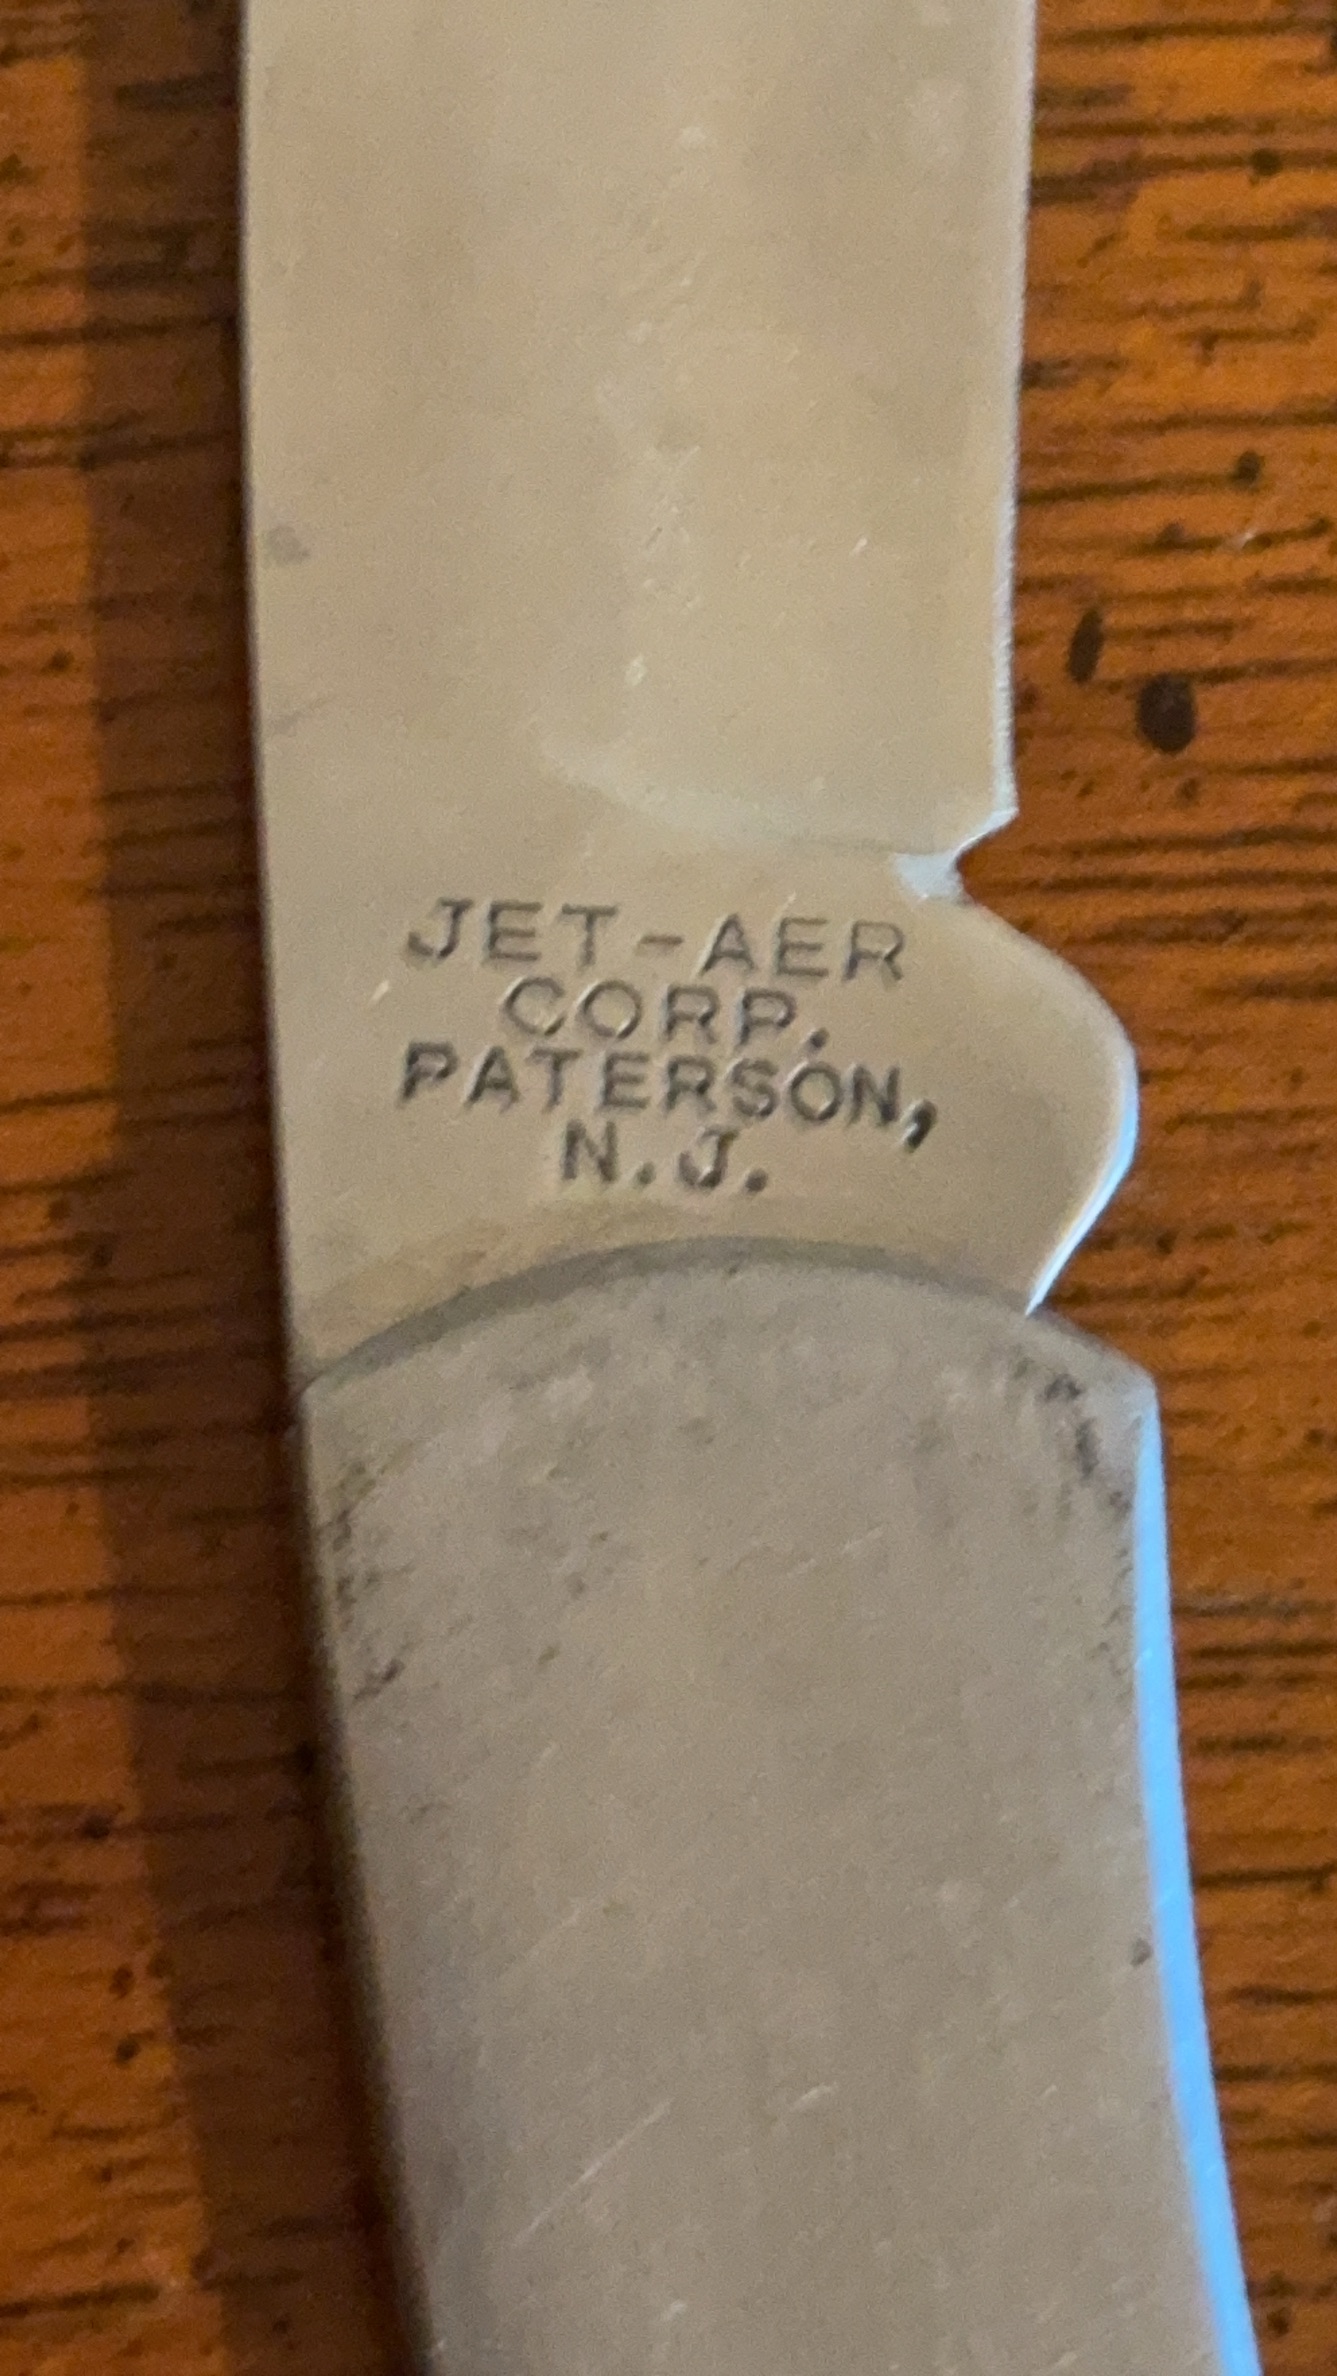 JET-AER
CORP.
PATERSON,
N.J.